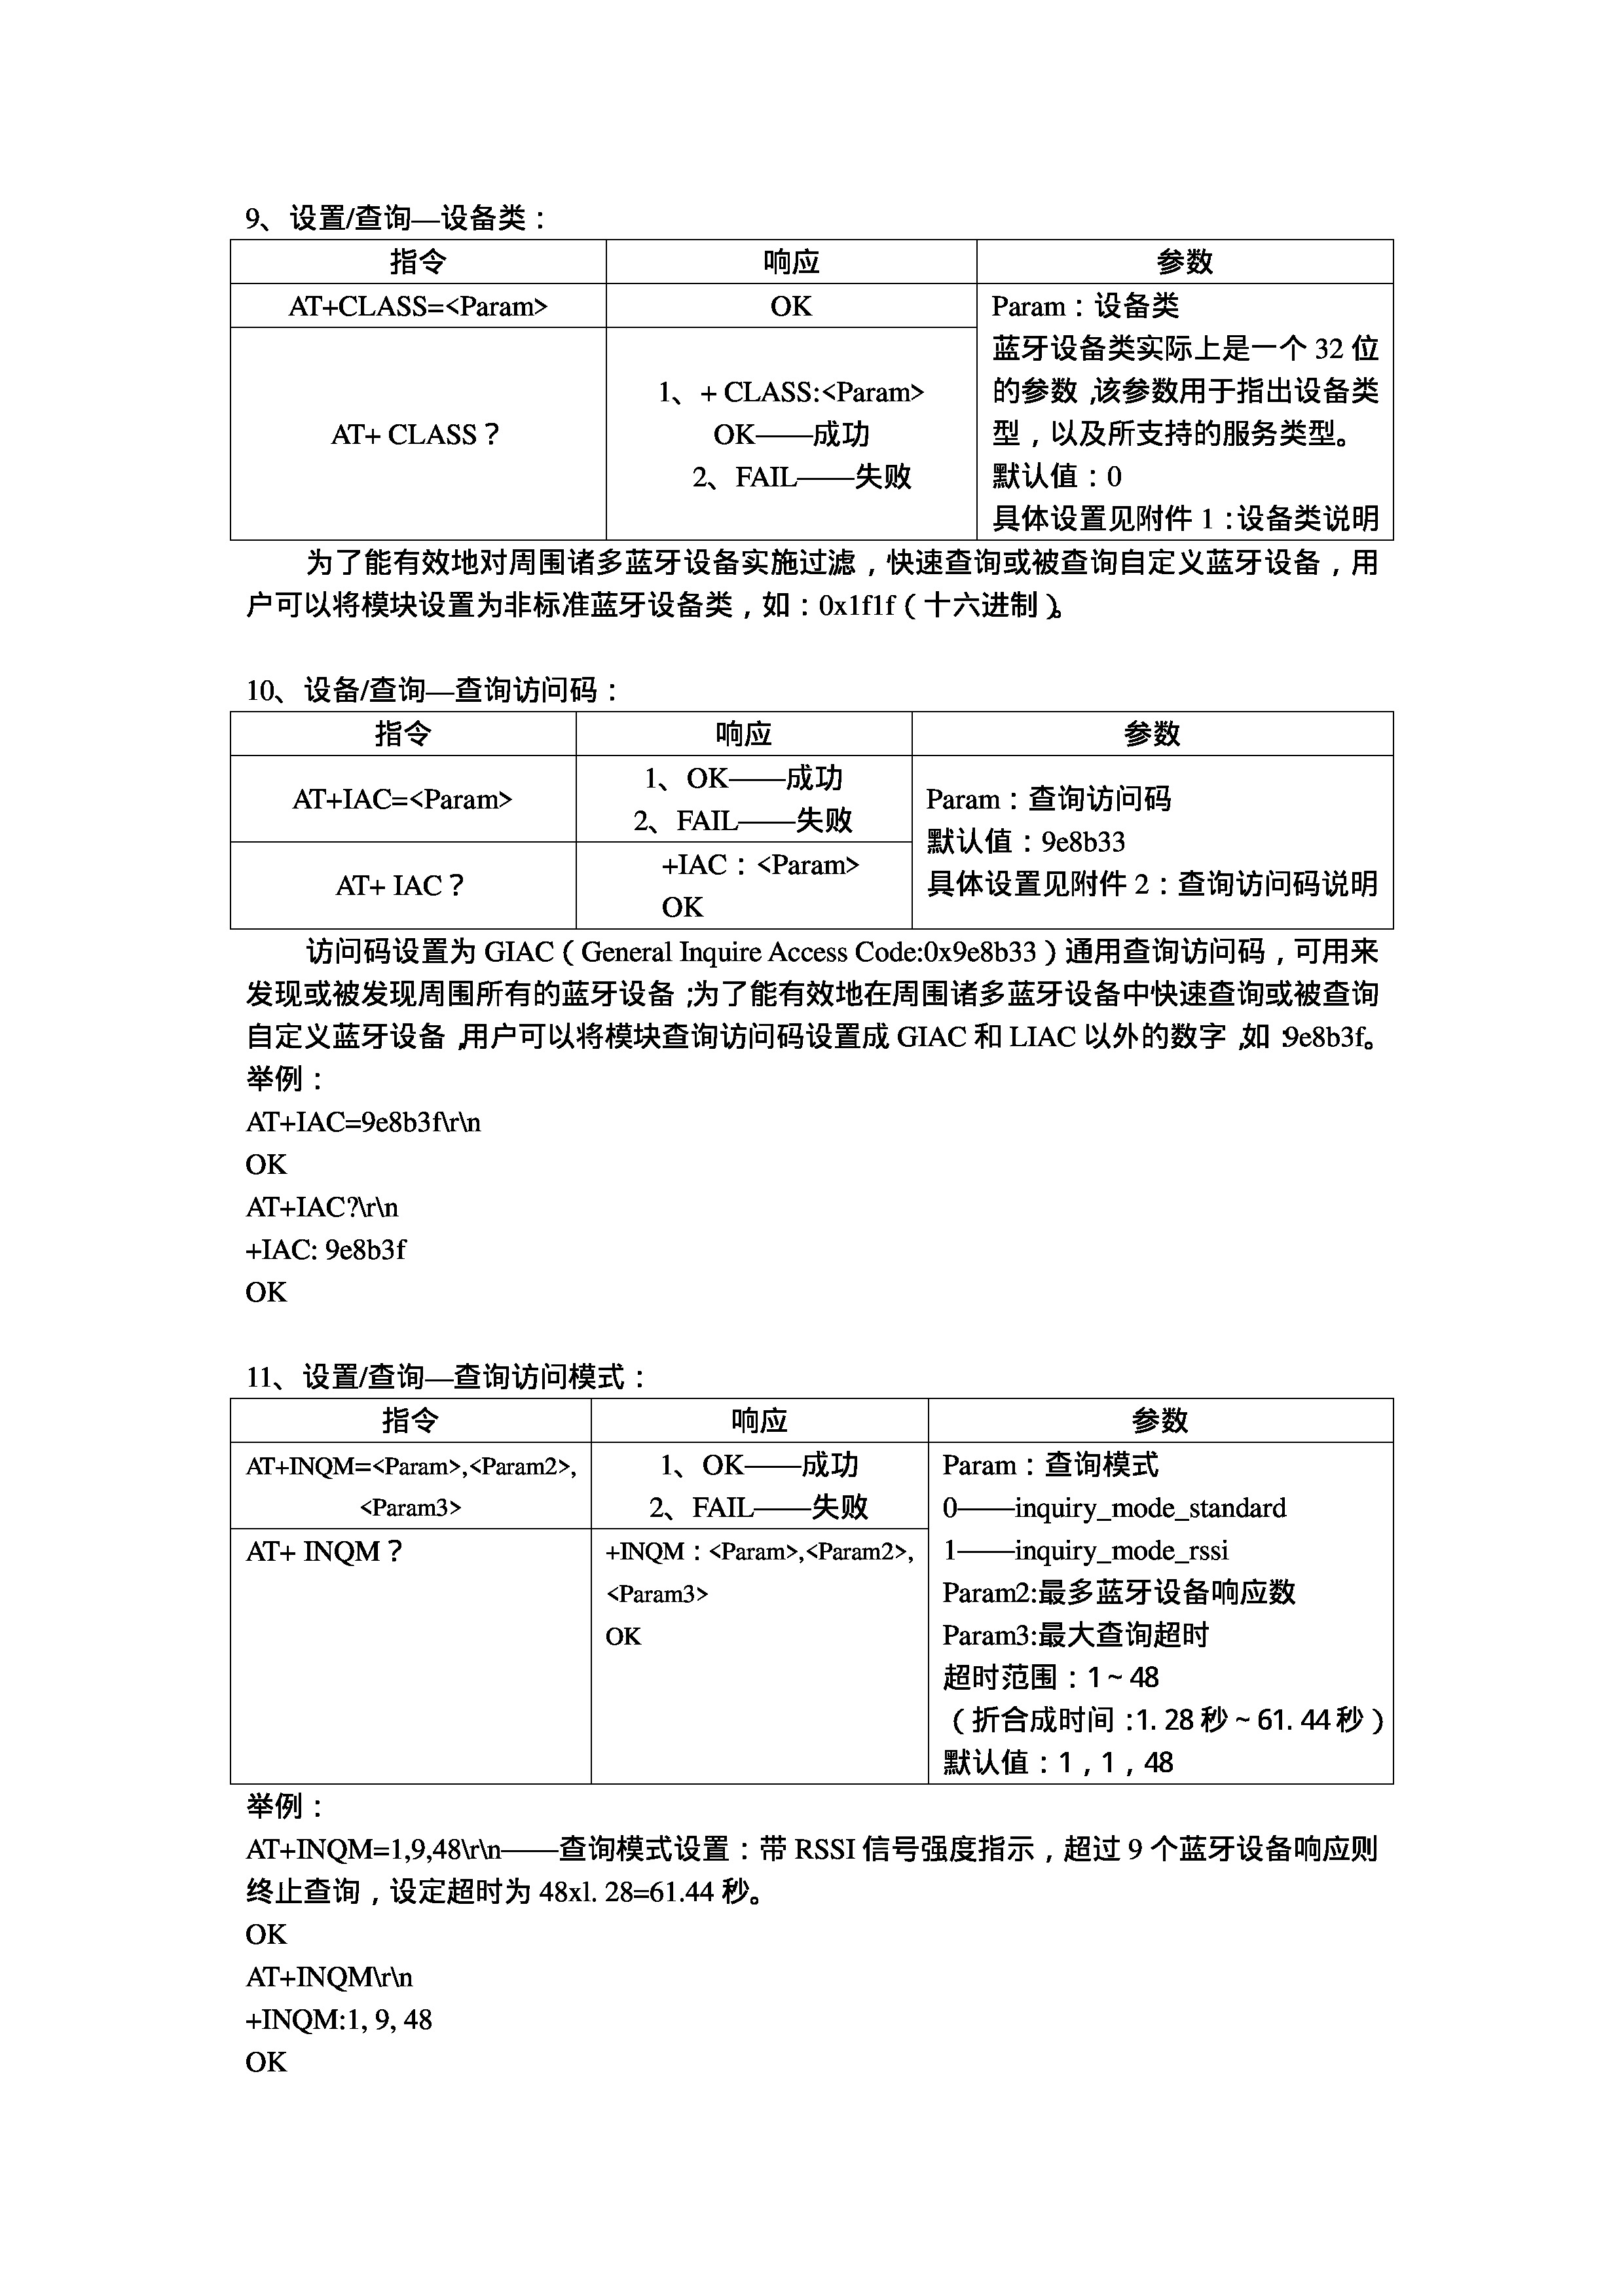 9、设置/查询—设备类：
指令 响应 参数
AT+CLASS=<Param> OK Param：设备类
蓝牙设备类实际上是一个 32 位
的参数，该参数用于指出设备类
型，以及所支持的服务类型。
默认值：0
具体设置见附件 1：设备类说明
AT+ CLASS？ 1、+ CLASS:<Param>
OK——成功
2、FAIL——失败
为了能有效地对周围诸多蓝牙设备实施过滤，快速查询或被查询自定义蓝牙设备，用
户可以将模块设置为非标准蓝牙设备类，如：0x1f1f（十六进制）。
10、设备/查询—查询访问码：
指令 响应 参数
AT+IAC=<Param> 1、OK——成功
2、FAIL——失败
Param：查询访问码
默认值：9e8b33
具体设置见附件 2：查询访问码说明
AT+ IAC？ +IAC：<Param>
OK
访问码设置为 GIAC（General Inquire Access Code:0x9e8b33）通用查询访问码，可用来
发现或被发现周围所有的蓝牙设备；为了能有效地在周围诸多蓝牙设备中快速查询或被查询
自定义蓝牙设备，用户可以将模块查询访问码设置成 GIAC 和 LIAC 以外的数字，如：9e8b3f。
举例：
AT+IAC=9e8b3f\r\n
OK
AT+IAC?\r\n
+IAC: 9e8b3f
OK
11、设置/查询—查询访问模式：
指令 响应 参数
AT+INQM=<Param>,<Param2>,
<Param3>
1、OK——成功
2、FAIL——失败
Param：查询模式
0——inquiry_mode_standard
1——inquiry_mode_rssi
Param2:最多蓝牙设备响应数
Param3:最大查询超时
超时范围：1～48
（折合成时间：1. 28 秒～61. 44 秒）
默认值：1，1，48
AT+ INQM？ +INQM：<Param>,<Param2>,
<Param3>
OK
举例：
AT+INQM=1,9,48\r\n——查询模式设置：带 RSSI 信号强度指示，超过 9 个蓝牙设备响应则
终止查询，设定超时为 48xl. 28=61.44 秒。
OK
AT+INQM\r\n
+INQM:1, 9, 48
OK